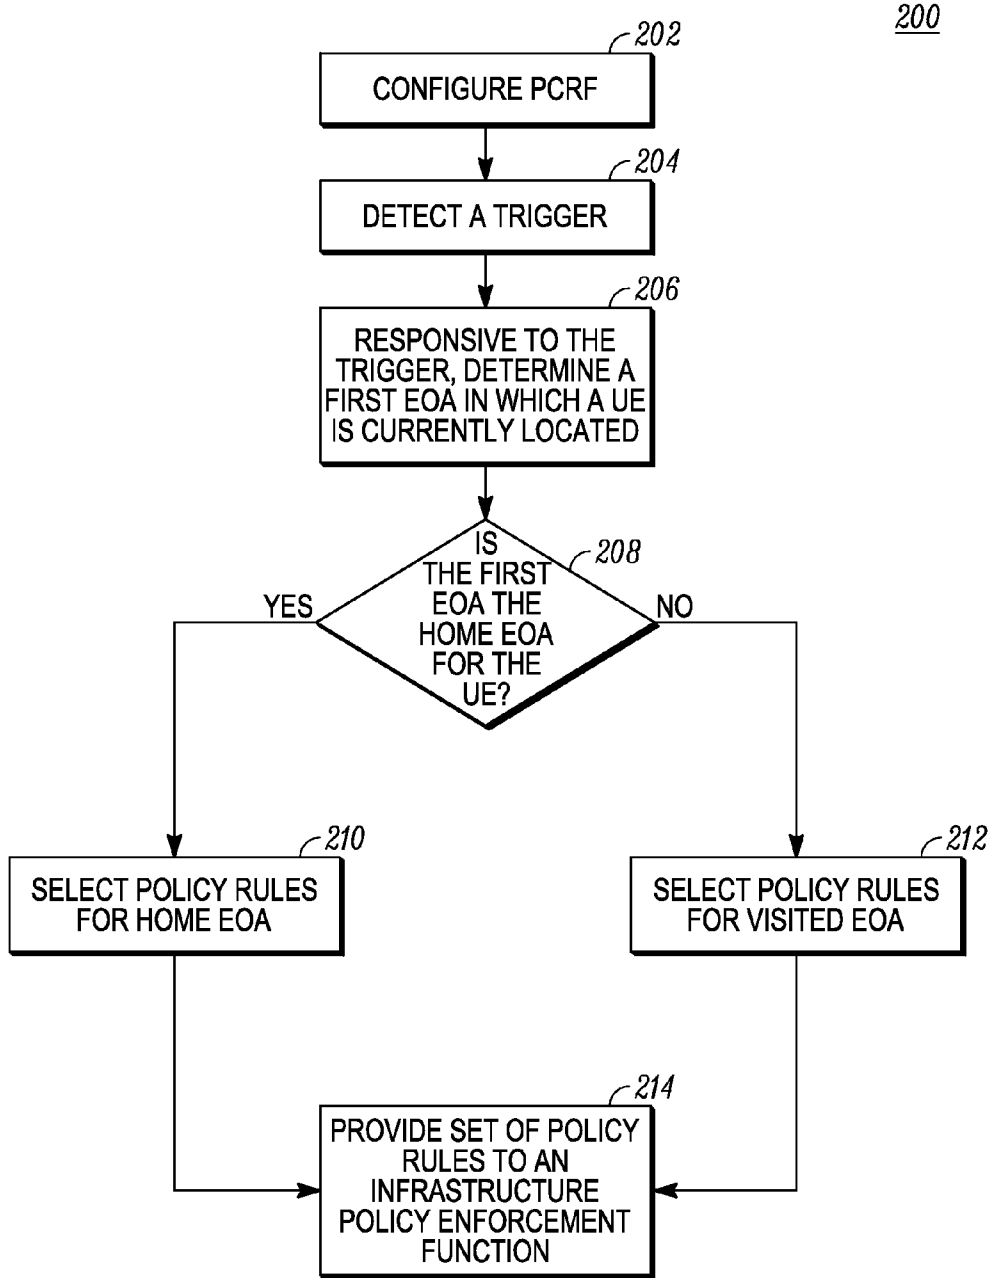 200
202
CONFIGURE PCRF
204
DETECT A TRIGGER
206
RESPONSIVE TO THE
TRIGGER, DETERMINE A
FIRST EOA IN WHICH A UE
IS CURRENTLY LOCATED
208
IS
THE FIRST
EOA THE
HOME EOA
FOR THE
UE?
YES
NO
210
SELECT POLICY RULES
FOR HOME EOA
212
SELECT POLICY RULES
FOR VISITED EOA
214
PROVIDE SET OF POLICY
RULES TO AN
INFRASTRUCTURE
POLICY ENFORCEMENT
FUNCTION